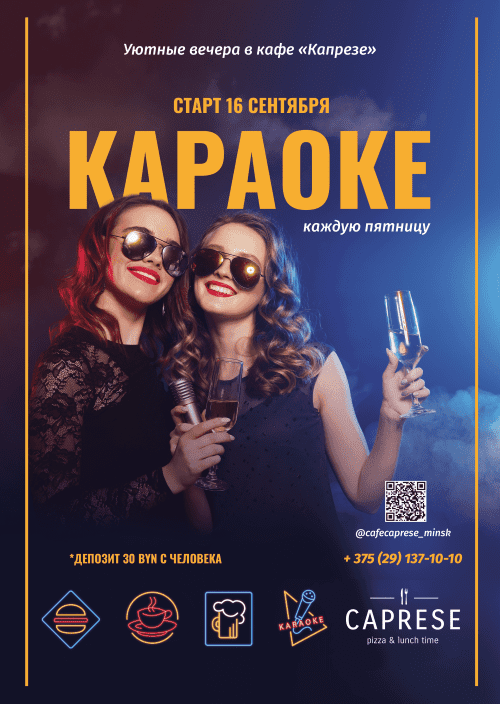 Уютные вечера в кафе «Капрезе»
СТАРТ 16 СЕНТЯБРЯ
КАРАОКЕ
каждую пятницу
@cafecaprese_minsk
*ДЕПОЗИТ 30 BYN С ЧЕЛОВЕКА
+ 375 (29) 137-10-10
КАРАОКЕ
CAPRESE
pizza & lunch time